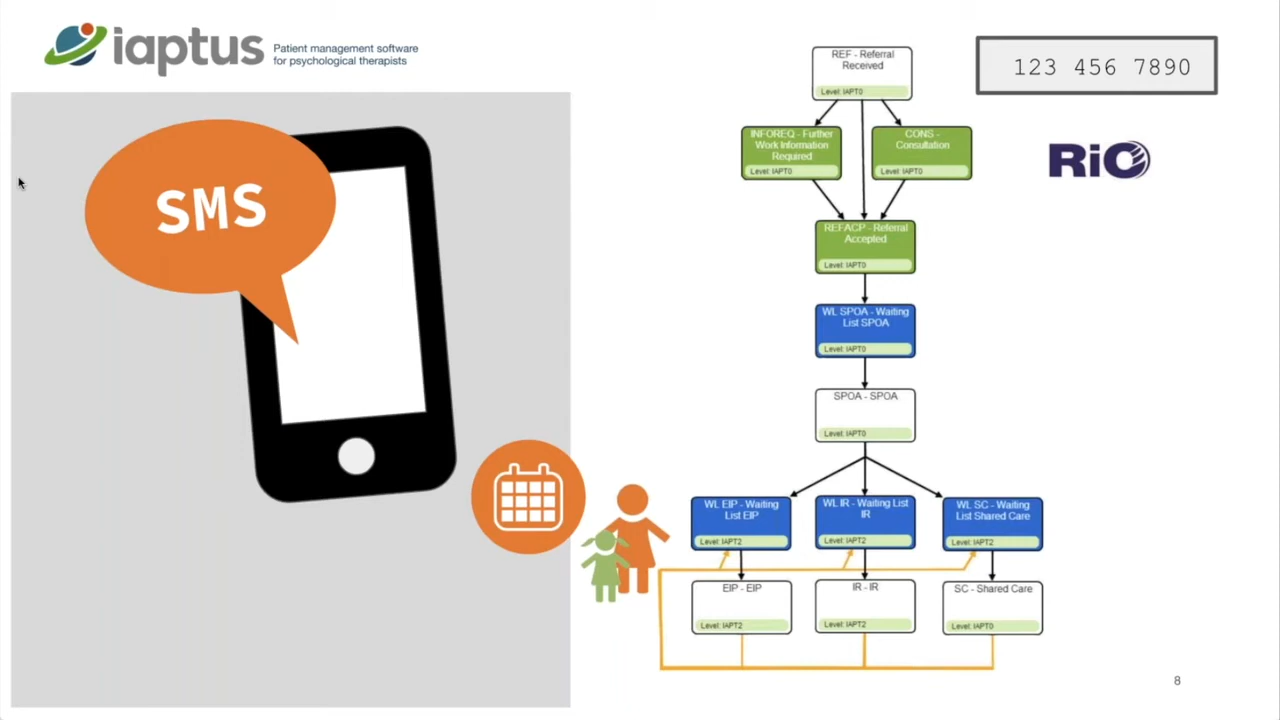 iaptus
Patient management software
for psychological therapists
SMS
REF - Referral
Received
Level: IAPT0
123 456 7890
INFOREQ - Further
Work Information
Required
Level: IAPT0
CONS -
Consultation
Level: IAPT0
RiO
REFACP - Referral
Accepted
Level: IAPT0
WL SPOA - Waiting
List SPOA
Level: IAPT0
SPOA - SPOA
Level: IAPT0
WL EIP - Waiting
List EIP
Level: IAPT2
WL IR - Waiting List
IR
Level: IAPT2
WL SC - Waiting
List Shared Care
Level: IAPT2
EIP - EIP
Level: IAPT2
IR - IR
Level: IAPT2
SC - Shared Care
Level: IAPT0
8